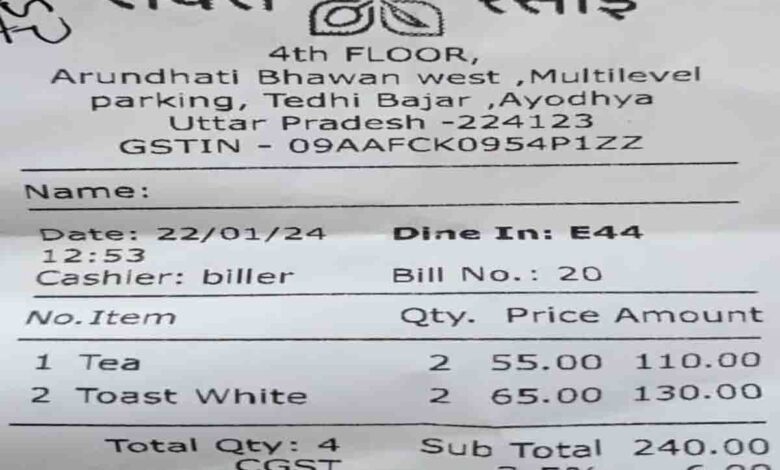 4th FLOOR,
Arundhati Bhawan west ,Multilevel
parking, Tedhi Bajar ,Ayodhya
Uttar Pradesh -224123
GSTIN - 09AAFCK0954P1ZZ
Name:
Date: 22/01/24 Dine In: E44
12:53
Cashier: biller Bill No.: 20
No.Item Qty. Price Amount
1 Tea 2 55.00 110.00
2 Toast White 2 65.00 130.00
Total Qty: 4 Sub Total 240.00
CGST